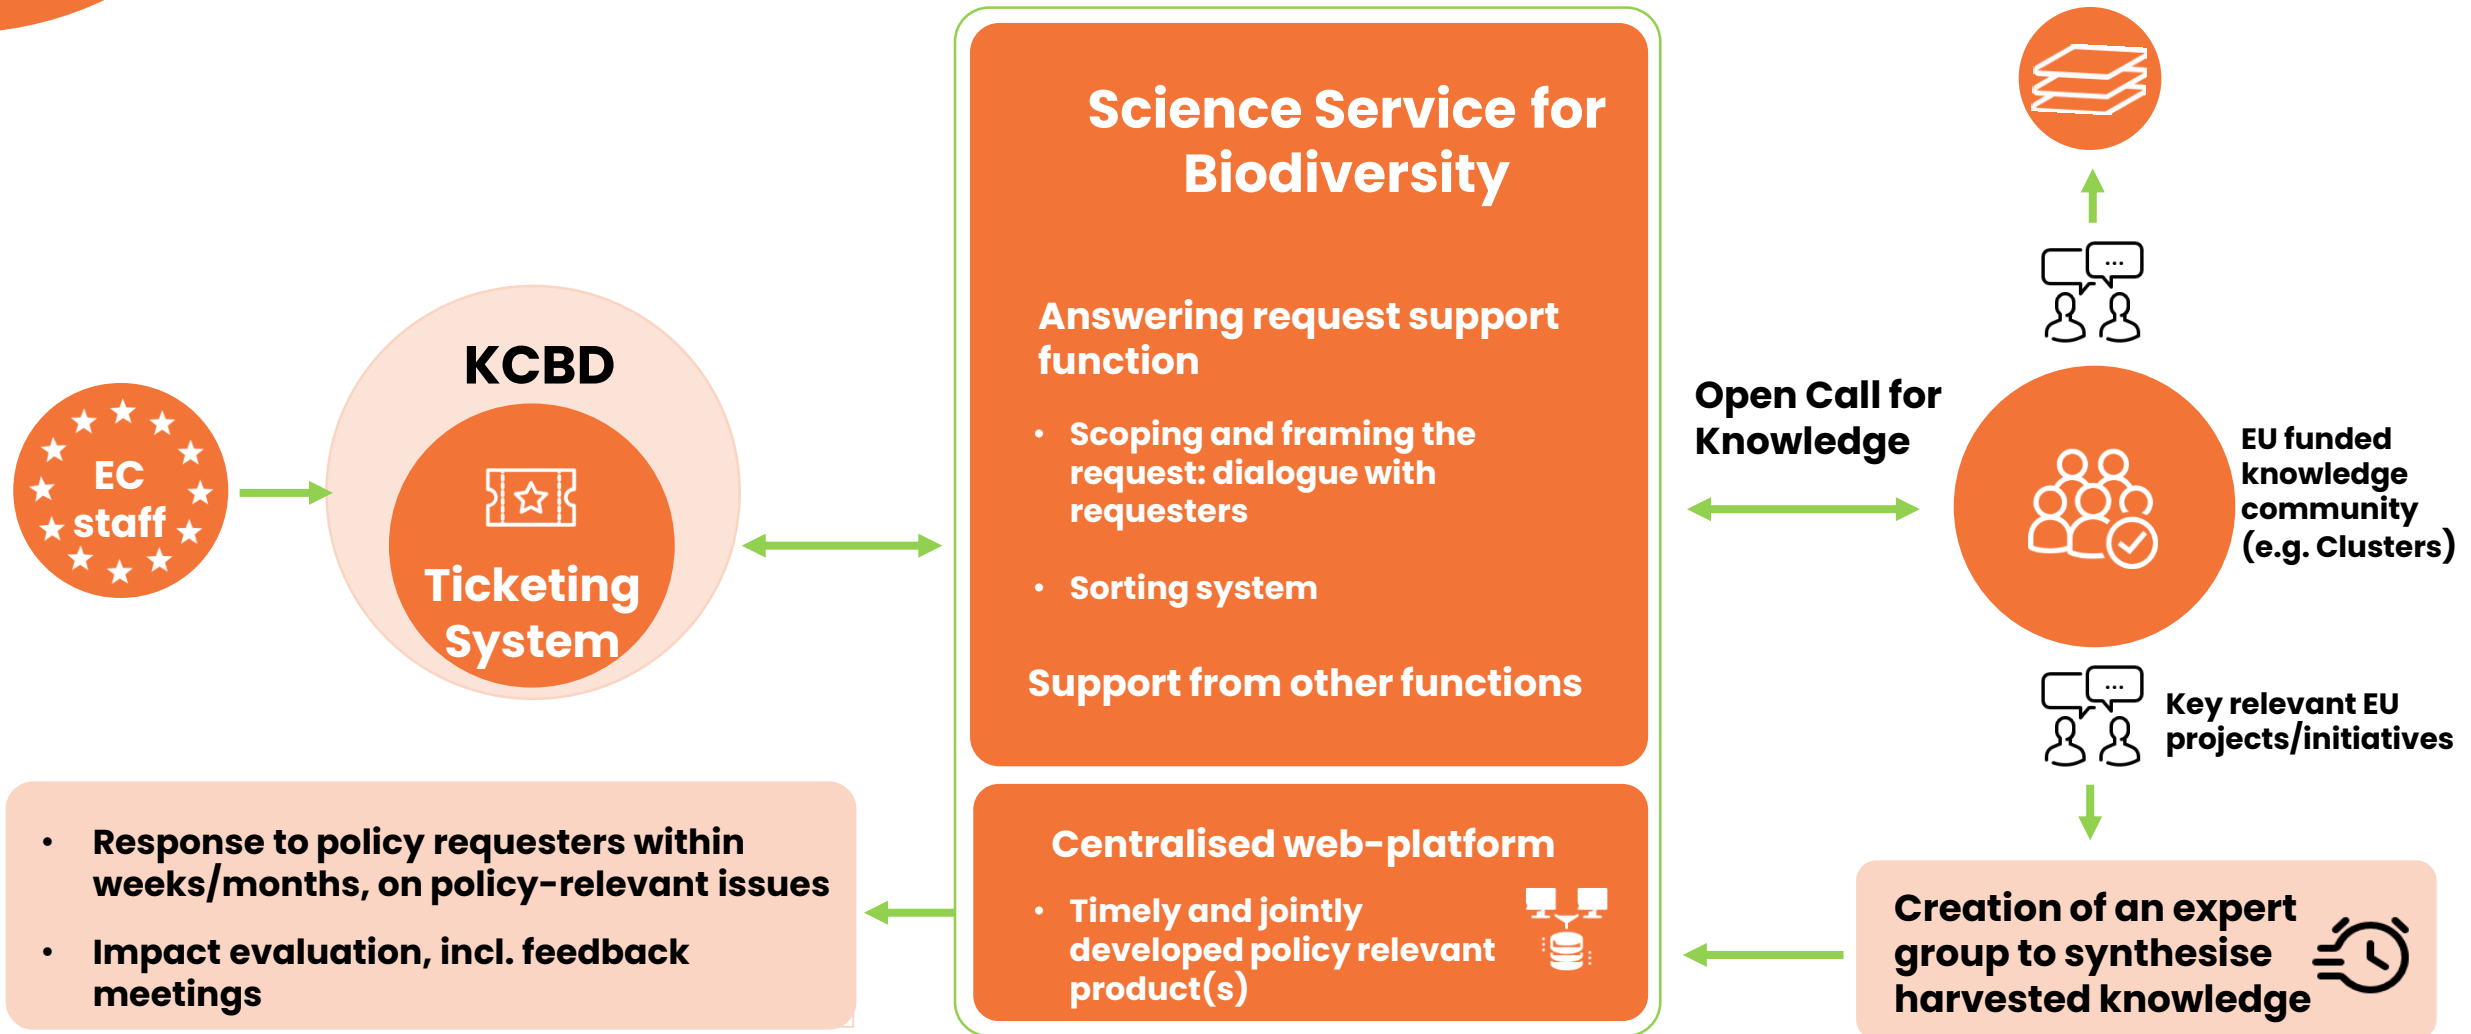 EC
staff
KCBD
Ticketing
System
Science Service for
Biodiversity
Answering request support
function
• Scoping and framing the
request: dialogue with
requesters
• Sorting system
Support from other functions
Centralised web-platform
• Timely and jointly
developed policy relevant
product(s)
Open Call for
Knowledge
EU funded
knowledge
community
(e.g. Clusters)
Key relevant EU
projects/initiatives
Creation of an expert
group to synthesise
harvested knowledge
• Response to policy requesters within
weeks/months, on policy-relevant issues
• Impact evaluation, incl. feedback
meetings